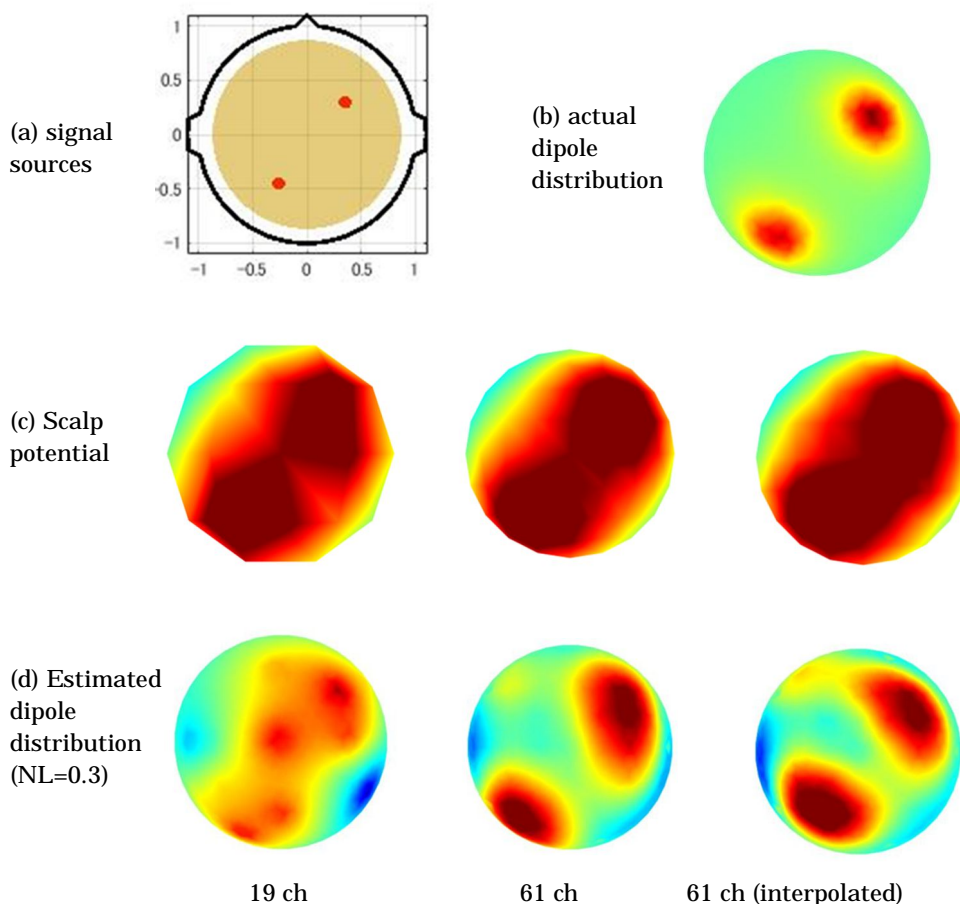 (a) signal
sources
1
0.5
0
-0.5
-1
-1
-0.5
0
0.5
1
(b) actual
dipole
distribution
(c) Scalp
potential
(d) Estimated
dipole
distribution
(NL=0.3)
19 ch
61 ch
61 ch (interpolated)